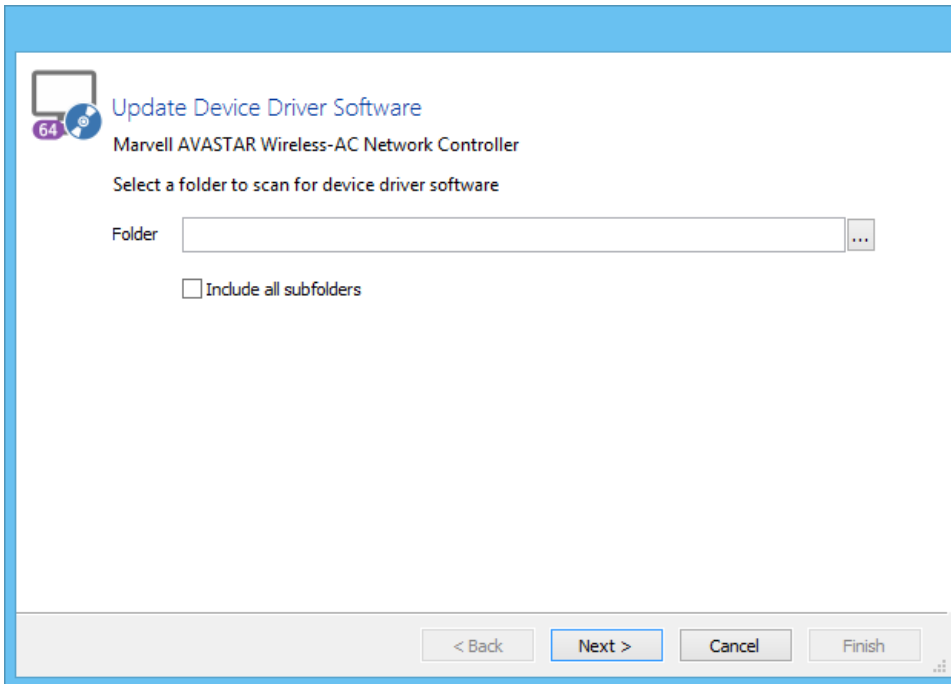 64
Update Device Driver Software
Marvell AVASTAR Wireless-AC Network Controller
Select a folder to scan for device driver software
Folder
...
Include all subfolders
< Back Next > Cancel Finish